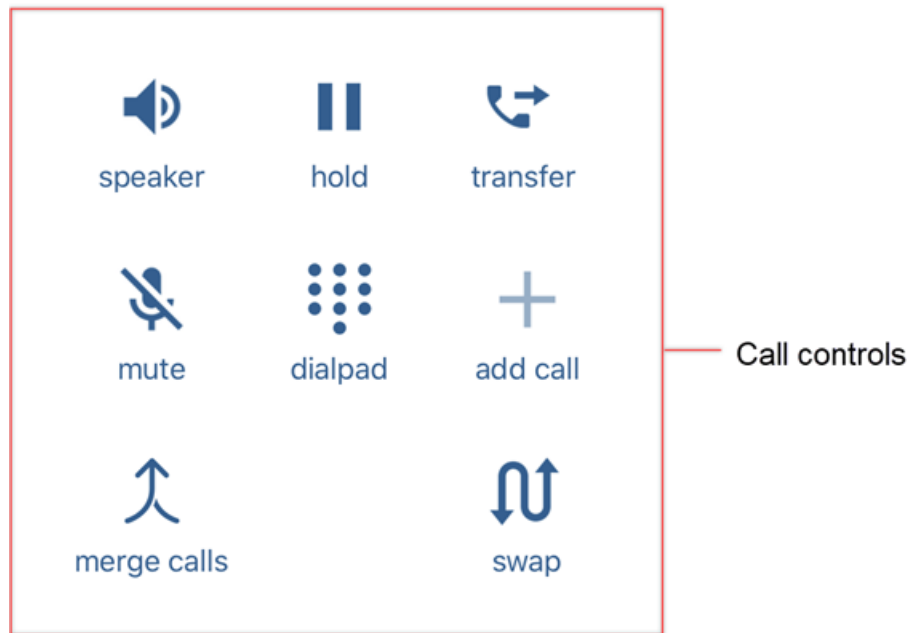 speaker hold transfer
mute dialpad add call
Call controls
merge calls swap